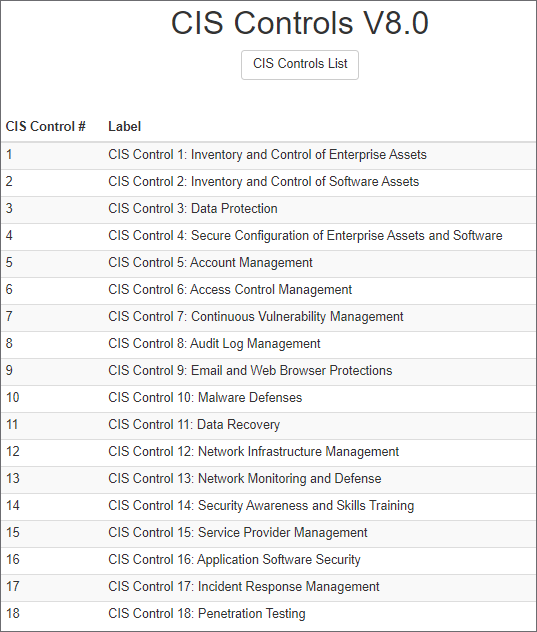 CIS Controls V8.0
CIS Controls List
CIS Control # Label
1 CIS Control 1: Inventory and Control of Enterprise Assets
2 CIS Control 2: Inventory and Control of Software Assets
3 CIS Control 3: Data Protection
4 CIS Control 4: Secure Configuration of Enterprise Assets and Software
5 CIS Control 5: Account Management
6 CIS Control 6: Access Control Management
7 CIS Control 7: Continuous Vulnerability Management
8 CIS Control 8: Audit Log Management
9 CIS Control 9: Email and Web Browser Protections
10 CIS Control 10: Malware Defenses
11 CIS Control 11: Data Recovery
12 CIS Control 12: Network Infrastructure Management
13 CIS Control 13: Network Monitoring and Defense
14 CIS Control 14: Security Awareness and Skills Training
15 CIS Control 15: Service Provider Management
16 CIS Control 16: Application Software Security
17 CIS Control 17: Incident Response Management
18 CIS Control 18: Penetration Testing